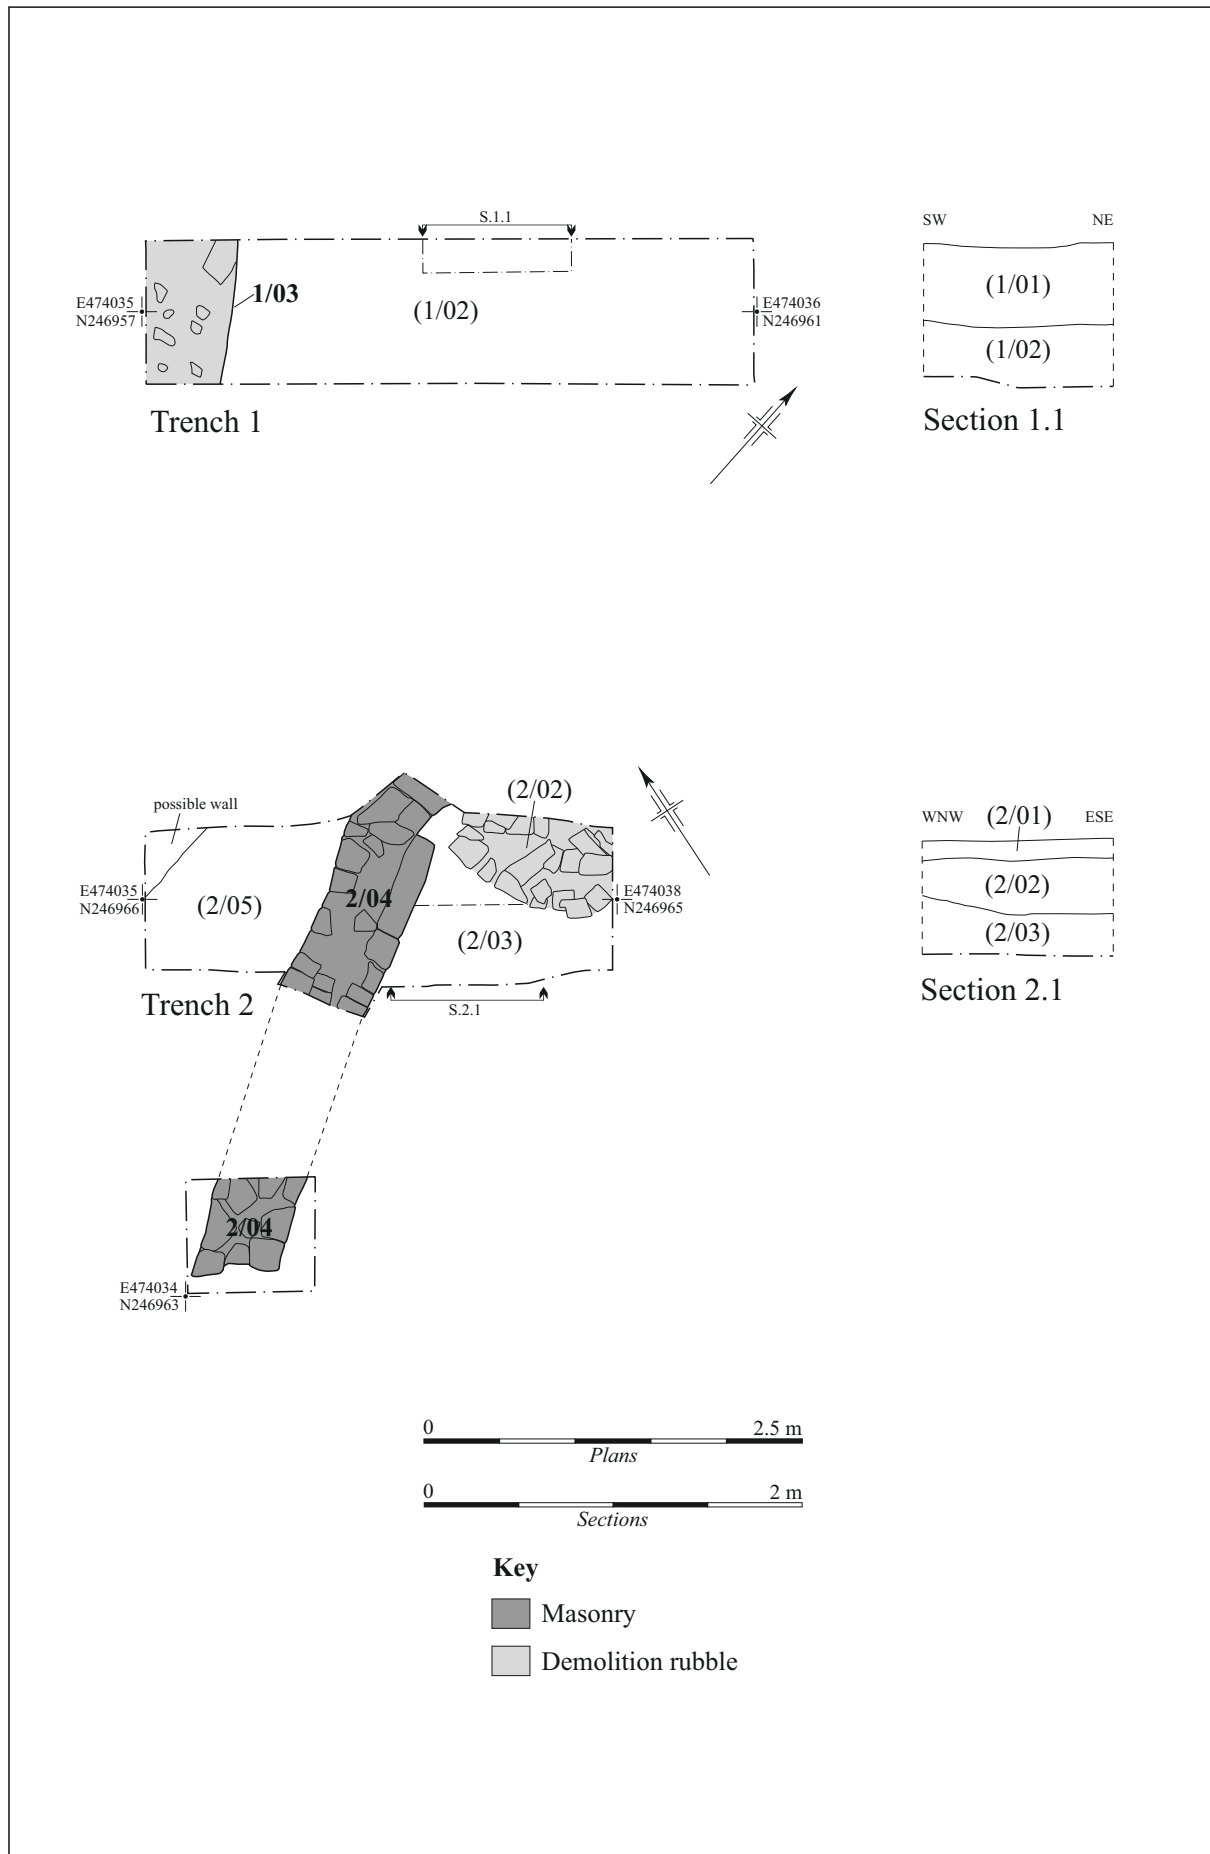 S.1.1
SW
NE
1/03
(1/02)
E474035
N246957
E474036
N246961
(1/01)
(1/02)
Trench 1
Section 1.1
possible wall
(2/02)
WNW
(2/01)
ESE
E474035
N246966
(2/05)
2/04
(2/03)
E474038
N246965
(2/02)
(2/03)
Trench 2
S.2.1
Section 2.1
2/04
E474034
N246963
0
2.5 m
Plans
0
2 m
Sections
Key
Masonry
Demolition rubble